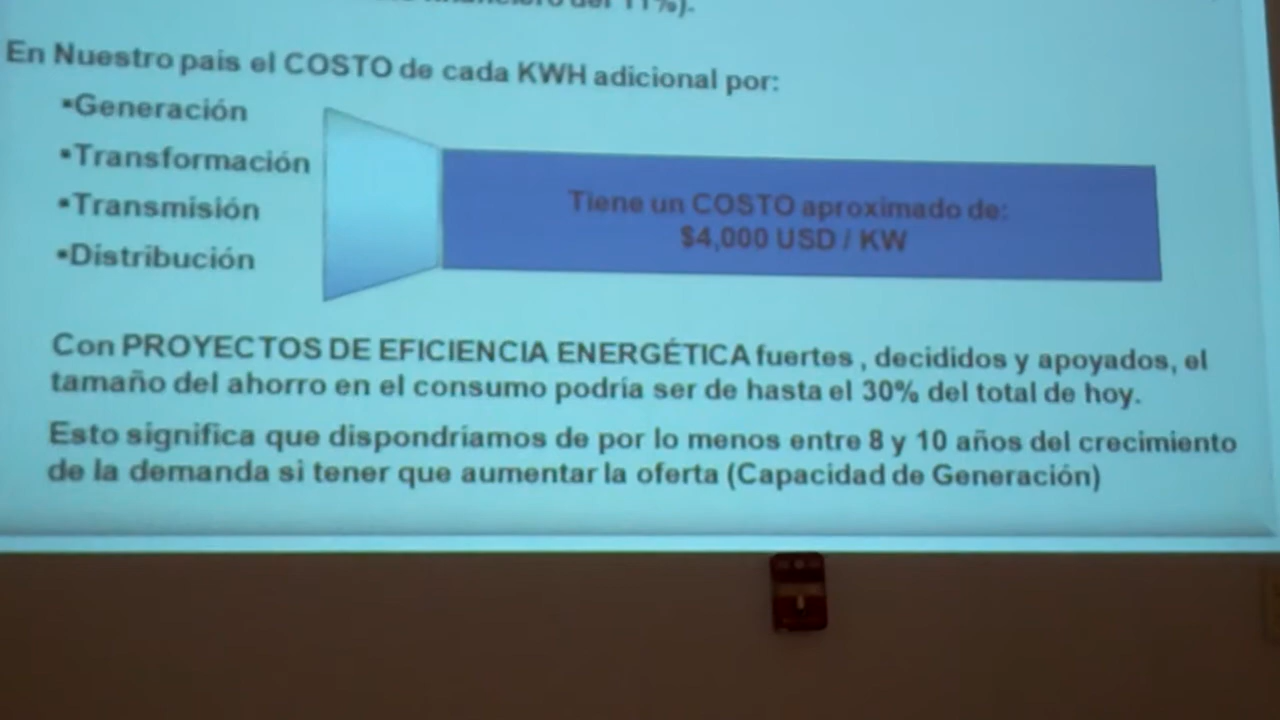 del 11%).
En Nuestro pais el COSTO de cada KWH adicional por:
▪Generación
▪Transformación
▪Transmisión
▪Distribución
Tiene un COSTO aproximado de:
$4,000 USD / KW
Con PROYECTOS DE EFICIENCIA ENERGÉTICA fuertes , decididos y apoyados, el
tamaño del ahorro en el consumo podría ser de hasta el 30% del total de hoy.
Esto significa que dispondríamos de por lo menos entre 8 y 10 años del crecimiento
de la demanda si tener que aumentar la oferta (Capacidad de Generación)